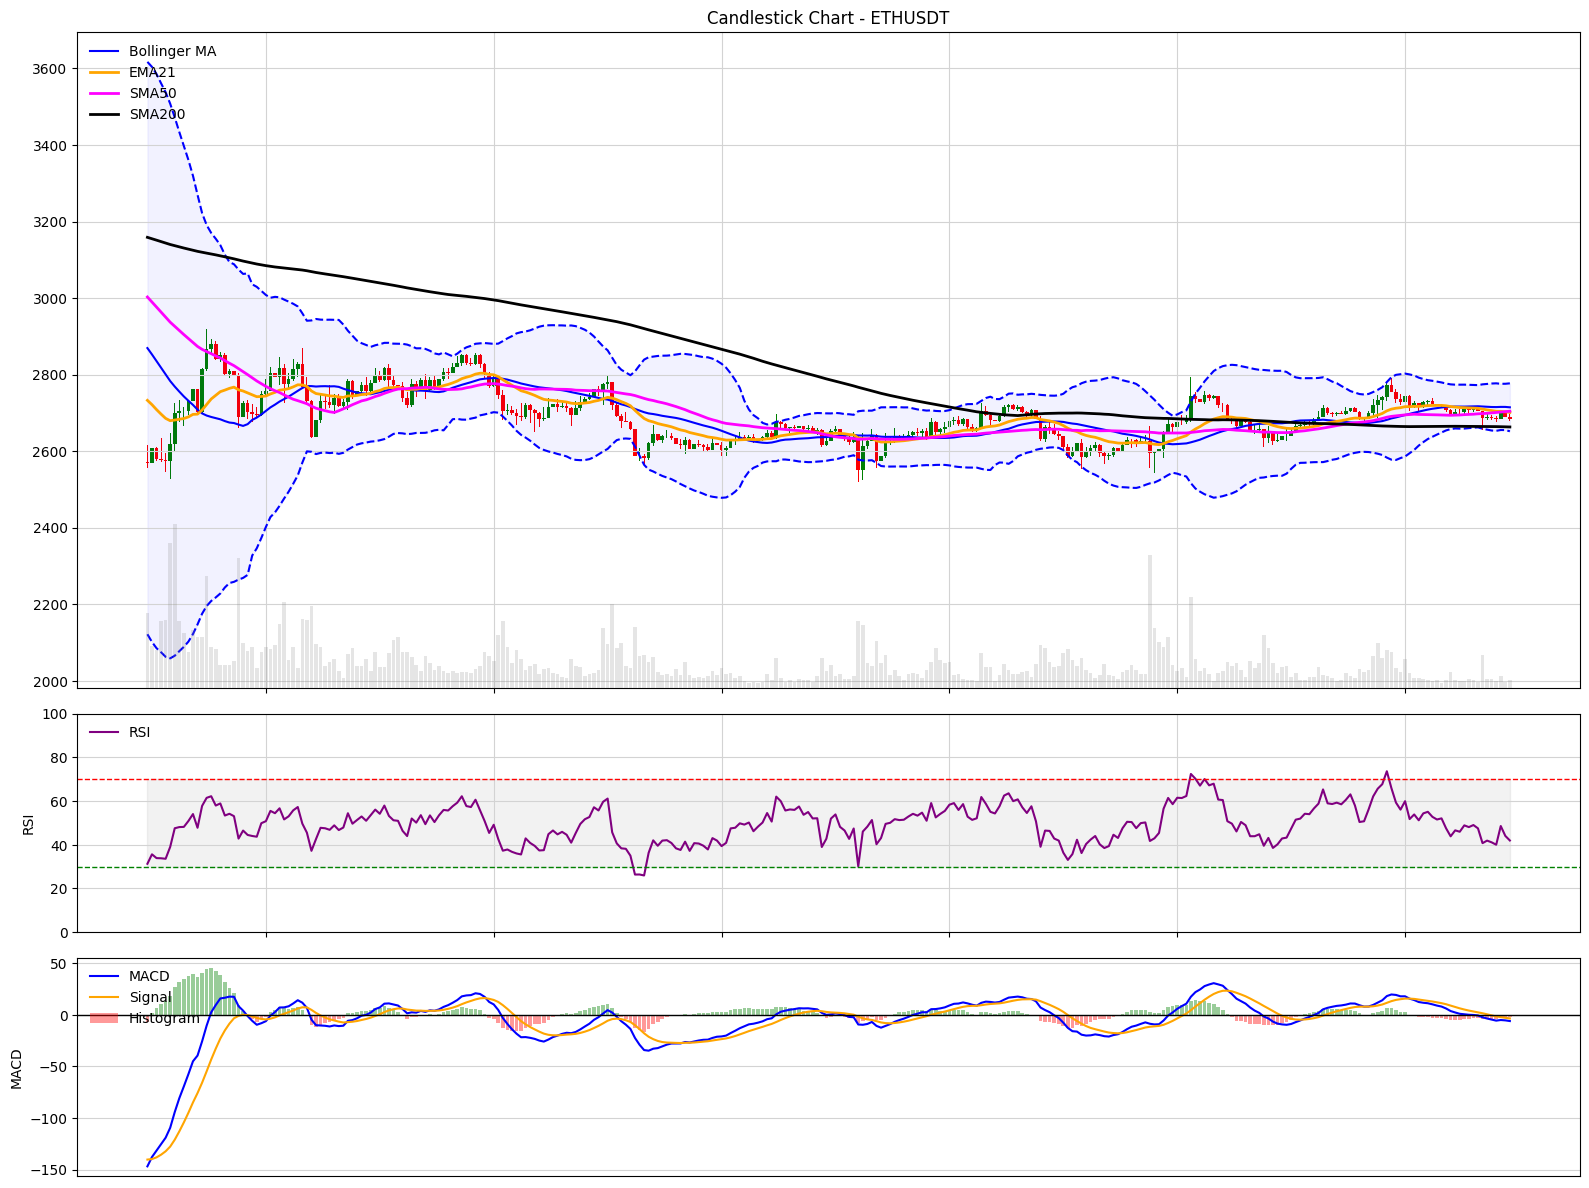 Candlestick Chart - ETHUSDT
Bollinger MA
EMA21
SMA50
SMA200
3600
3400
3200
3000
2800
2600
2400
2200
2000
RSI
RSI
100
80
60
40
20
0
MACD
Signal
Histogram
MACD
50
0
−50
−100
−150